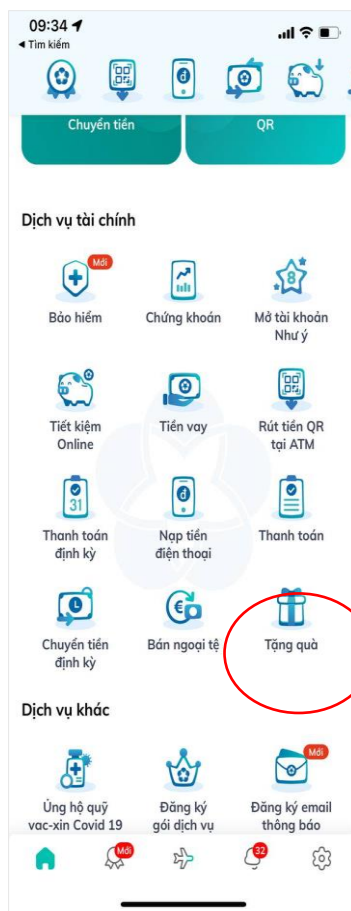 09:34
Tìm kiếm
Chuyển tiền
QR
Dịch vụ tài chính
Mới
8
Bảo hiểm
Chứng khoán
Mở tài khoản
Như ý
Tiết kiệm
Online
Tiền vay
Rút tiền QR
tại ATM
31
đ
Thanh toán
định kỳ
Nạp tiền
điện thoại
Thanh toán
€
Chuyển tiền
định kỳ
Bán ngoại tệ
Tặng quà
Dịch vụ khác
Mới
Ủng hộ quỹ
vac-xin Covid 19
Đăng ký
gói dịch vụ
Đăng ký email
thông báo
Mới
32